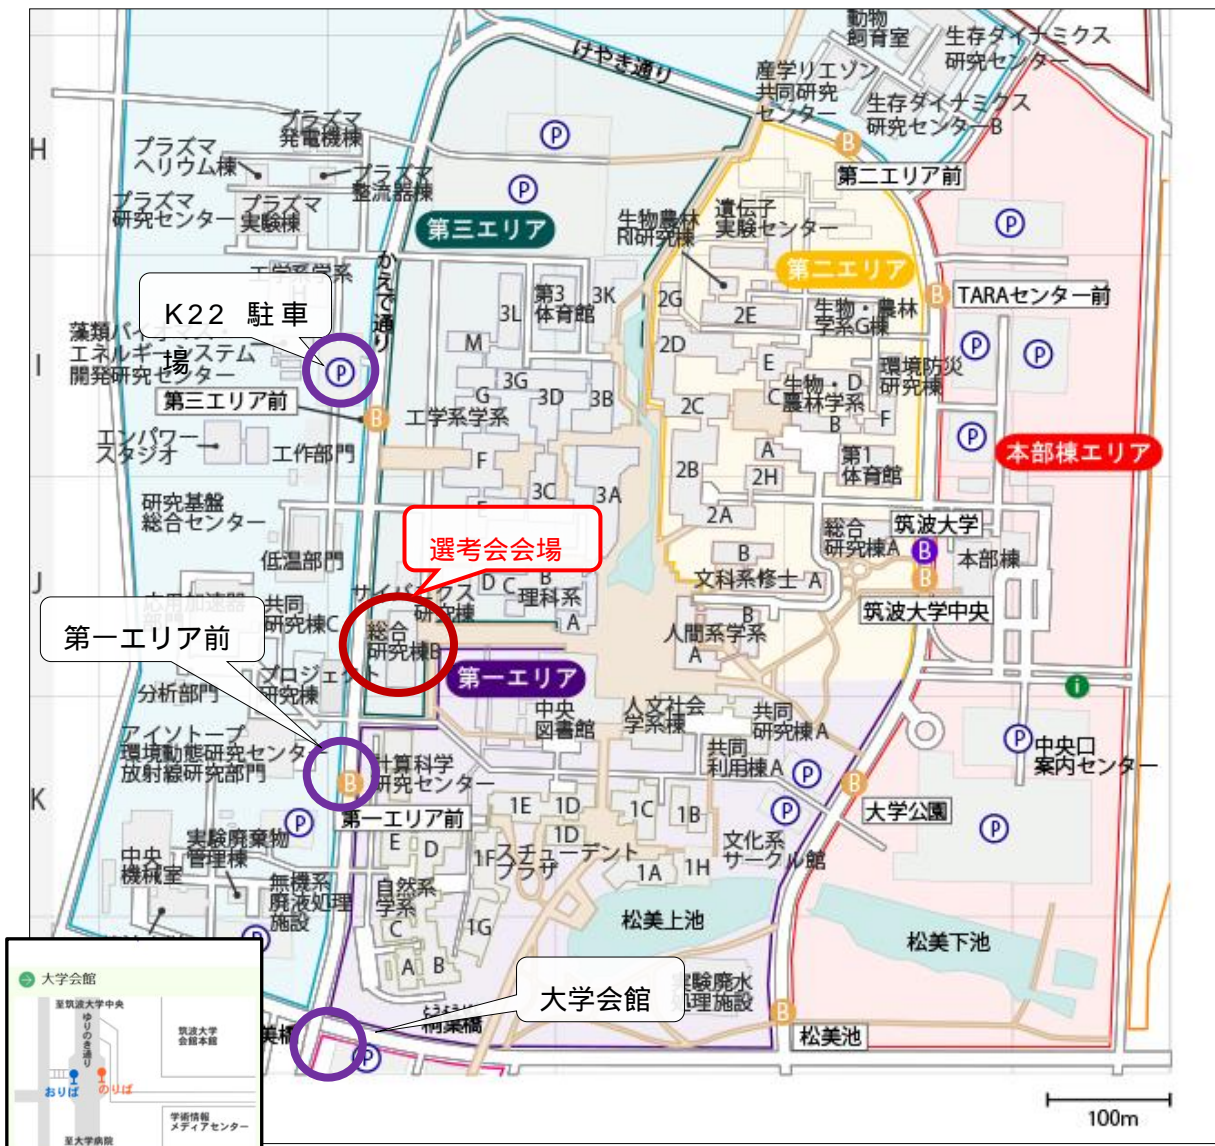 けやき通り
動物
飼育室
生存ダイナミクス
研究センター
産学リエゾン
共同研究
センター
生存ダイナミクス
研究センターB
H
プラズマ
発電機棟
プラズマ
ヘリウム棟
プラズマ
整流器棟
プラズマ
研究センター
プラズマ
実験棟
P
P
B
第二エリア前
第三エリア
生物農林
RI研究棟
遺伝子
実験センター
P
第二エリア
かえで通り
工学系学系
H
K22 駐車
場
藻類バイオマス・
エネルギーシステム
開発研究センター
I
P
第三エリア前
B
3L
第3
体育館
3K
M
3G
G
3D
3B
工学系学系
2G
2E
生物・農林
学系G棟
B
TARAセンター前
2D
E
生物・D
農林学系
C
B
F
環境防災
研究棟
P
P
2C
P
本部棟エリア
エンパワー
スタジオ
工作部門
F
3C
3A
2B
A
2H
第1
体育館
研究基盤
総合センター
E
2A
選考会会場
総合
研究棟A
筑波大学
B
B
本部棟
低温部門
J
B
文科系修士 A
筑波大学中央
サイバニクス
研究棟
D
C
B
理科系
A
応用加速器
部門
共同
研究棟C
総合
研究棟B
人間系学系
B
A
第一エリア前
第一エリア
プロジェクト
研究棟
分析部門
i
中央
図書館
人文社会
学系棟
共同
研究棟A
アイソトープ
環境動態研究センター
放射線研究部門
計算科学
研究センター
共同
利用棟A
P
P
中央口
案内センター
K
B
第一エリア前
B
大学公園
1E
1D
1D
1C
1B
P
P
P
実験廃棄物
管理棟
中央
機械室
E
D
1F
スチューデント
プラザ
1A
1H
文化系
サークル館
無機系
廃液処理
施設
自然系
学系
C
1G
A
B
松美上池
松美下池
P
大学会館
実験廃水
処理施設
とうようばし
桐葉橋
B
松美池
美橋
P
大学会館
至筑波大学中央
ゆりのき通り
筑波大学
会館本館
おりば
のりば
学術情報
メディアセンター
至大学病院
100m